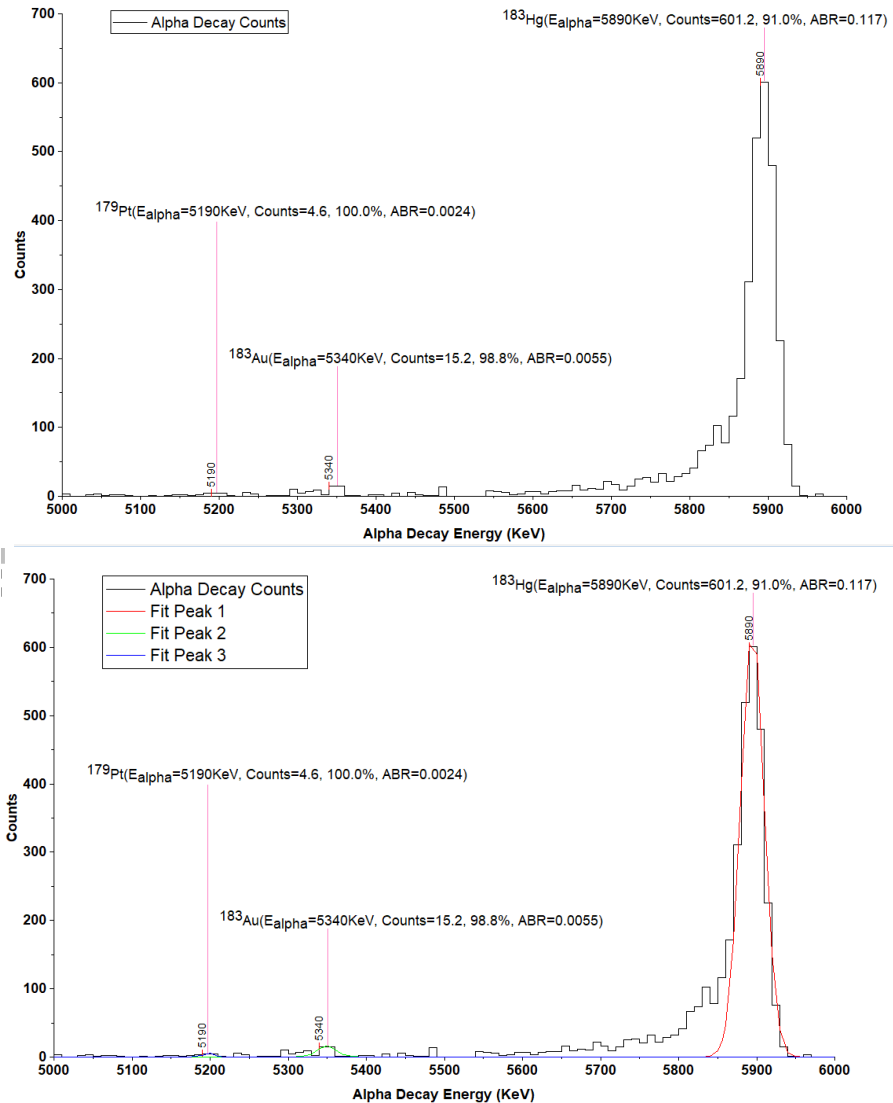 700
600
500
400
300
200
100
0
Counts
Alpha Decay Counts
¹⁸³Hg(Ealpha=5890KeV, Counts=601.2, 91.0%, ABR=0.117)
5890
¹⁷⁹Pt(Ealpha=5190KeV, Counts=4.6, 100.0%, ABR=0.0024)
¹⁸³Au(Ealpha=5340KeV, Counts=15.2, 98.8%, ABR=0.0055)
5190
5340
5000 5100 5200 5300 5400 5500 5600 5700 5800 5900 6000
Alpha Decay Energy (KeV)
700
600
500
400
300
200
100
0
Counts
Alpha Decay Counts
Fit Peak 1
Fit Peak 2
Fit Peak 3
¹⁸³Hg(Ealpha=5890KeV, Counts=601.2, 91.0%, ABR=0.117)
5890
¹⁷⁹Pt(Ealpha=5190KeV, Counts=4.6, 100.0%, ABR=0.0024)
¹⁸³Au(Ealpha=5340KeV, Counts=15.2, 98.8%, ABR=0.0055)
5190
5340
5000 5100 5200 5300 5400 5500 5600 5700 5800 5900 6000
Alpha Decay Energy (KeV)